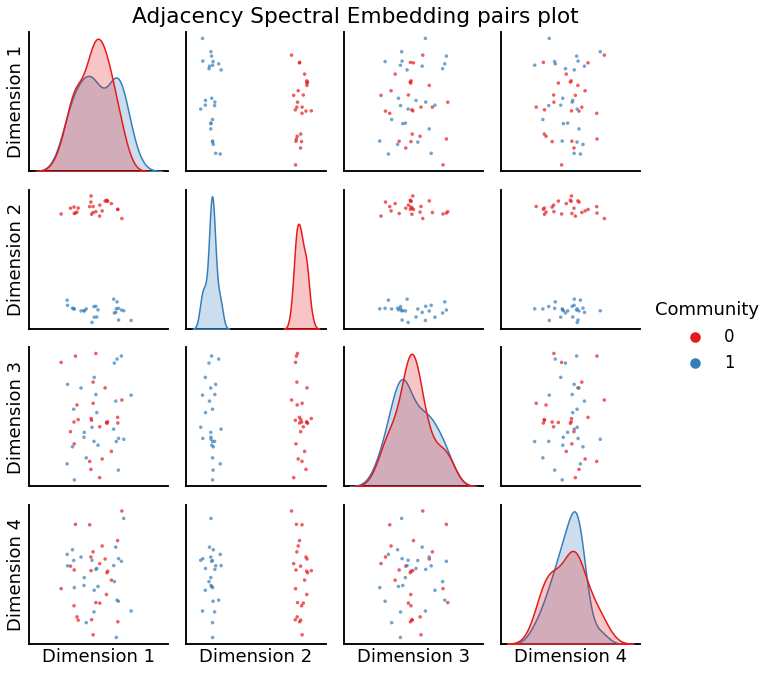 Adjacency Spectral Embedding pairs plot
Dimension 1
Dimension 2
Dimension 3
Dimension 4
Community
0
1
Dimension 1
Dimension 2
Dimension 3
Dimension 4